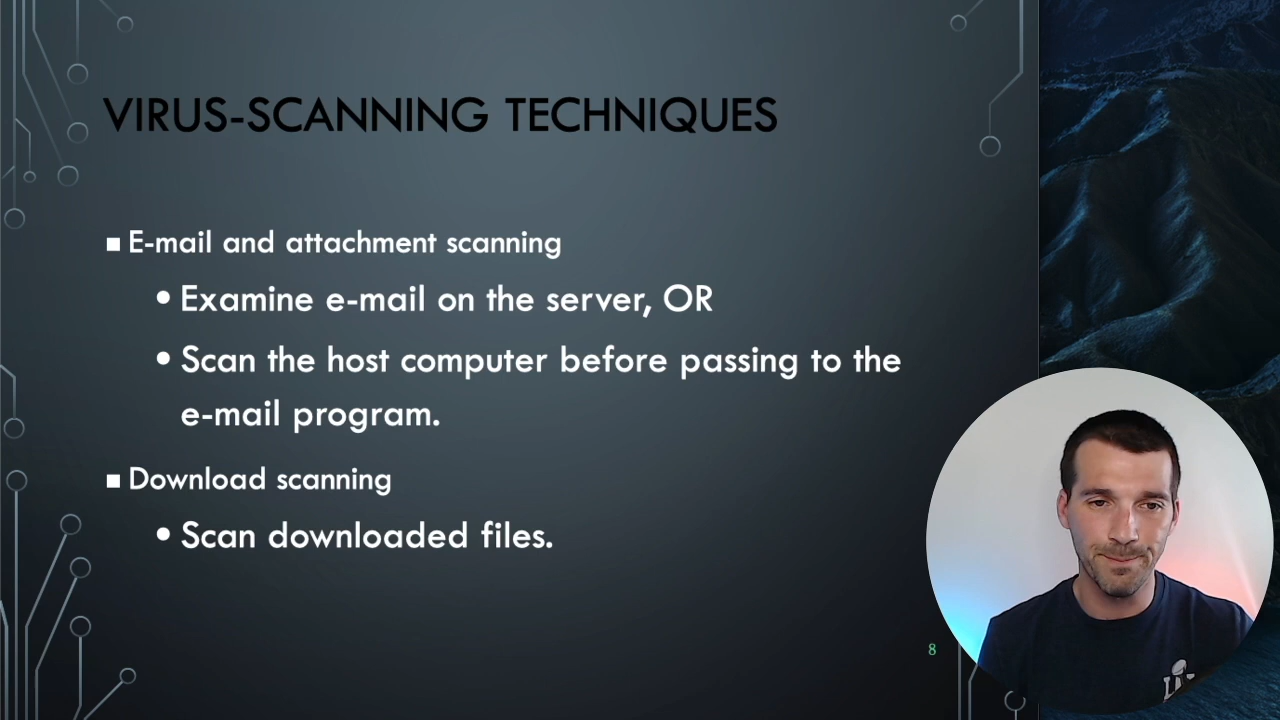 VIRUS-SCANNING TECHNIQUES
■ E-mail and attachment scanning
• Examine e-mail on the server, OR
• Scan the host computer before passing to the
e-mail program.
■ Download scanning
• Scan downloaded files.
8